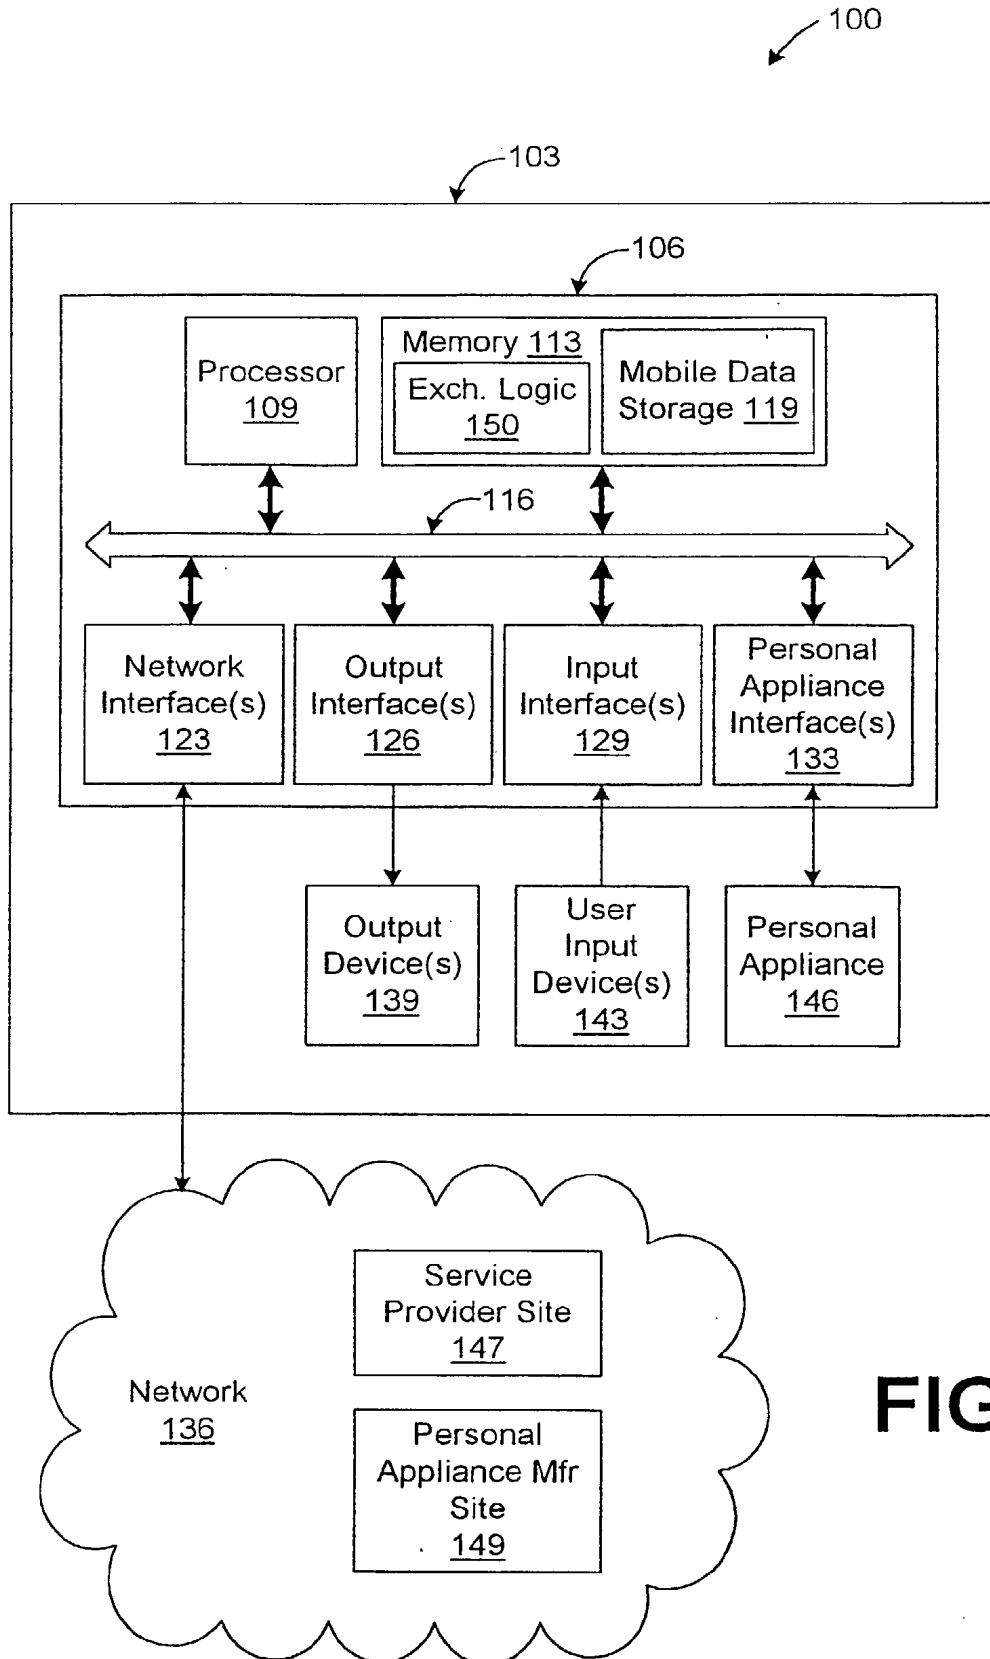 100
103
106
Processor
109
Memory 113
Exch. Logic
150
Mobile Data
Storage 119
116
Network
Interface(s)
123
Output
Interface(s)
126
Input
Interface(s)
129
Personal
Appliance
Interface(s)
133
Output
Device(s)
139
User
Input
Device(s)
143
Personal
Appliance
146
Service
Provider Site
147
Network
136
Personal
Appliance Mfr
Site
149
FIG